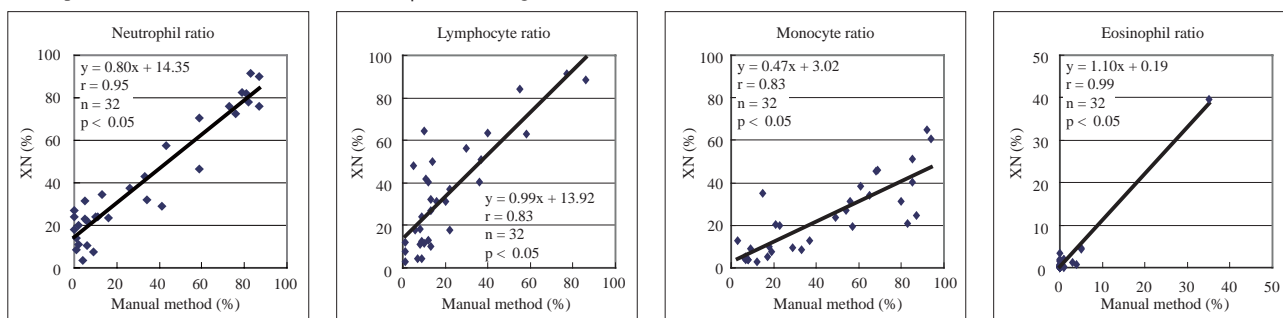 Neutrophil ratio
y = 0.80x + 14.35
r = 0.95
n = 32
p < 0.05
XN (%)
100
80
60
40
20
0
0 20 40 60 80 100
Manual method (%)
Lymphocyte ratio
y = 0.99x + 13.92
r = 0.83
n = 32
p < 0.05
XN (%)
100
80
60
40
20
0
0 20 40 60 80 100
Manual method (%)
Monocyte ratio
y = 0.47x + 3.02
r = 0.83
n = 32
p < 0.05
XN (%)
100
80
60
40
20
0
0 20 40 60 80 100
Manual method (%)
Eosinophil ratio
y = 1.10x + 0.19
r = 0.99
n = 32
p < 0.05
XN (%)
50
40
30
20
10
0
0 10 20 30 40 50
Manual method (%)